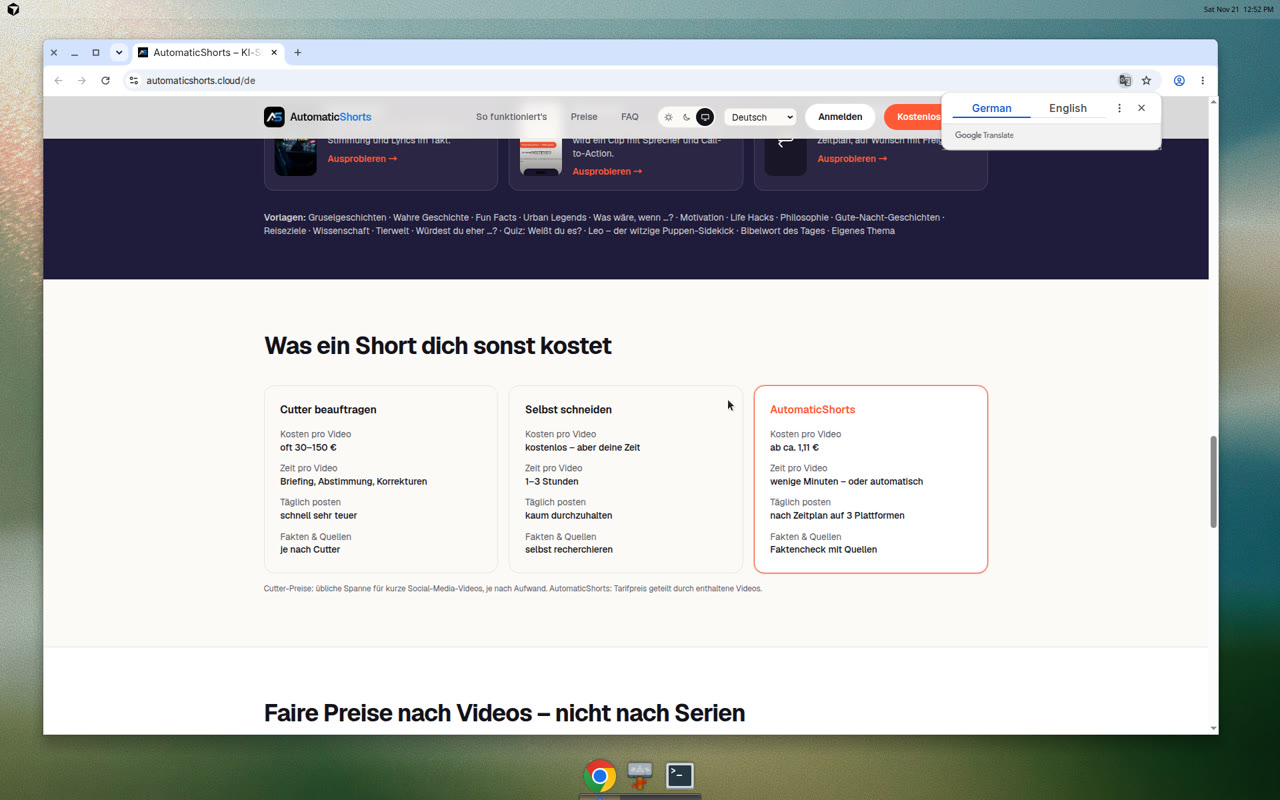 Sat Nov 21 12:52 PM
AutomaticShorts – KI-S
automaticshorts.cloud/de
German
English
Google Translate
AutomaticShorts
So funktioniert's
Preise
FAQ
Deutsch
Anmelden
Kostenlos
Stimmung und Lyrics im Takt.
Ausprobieren →
wird ein Clip mit Sprecher und Call-
to-Action.
Ausprobieren →
Zeitplan, auf Wunsch mit
Ausprobieren →
Vorlagen: Gruselgeschichten · Wahre Geschichte · Fun Facts · Urban Legends · Was wäre, wenn …? · Motivation · Life Hacks · Philosophie · Gute-Nacht-Geschichten ·
Reiseziele · Wissenschaft · Tierwelt · Würdest du eher …? · Quiz: Weißt du es? · Leo – der witzige Puppen-Sidekick · Bibelwort des Tages · Eigenes Thema
Was ein Short dich sonst kostet
Cutter beauftragen
Kosten pro Video
oft 30–150 €
Zeit pro Video
Briefing, Abstimmung, Korrekturen
Täglich posten
schnell sehr teuer
Fakten & Quellen
je nach Cutter
Selbst schneiden
Kosten pro Video
kostenlos – aber deine Zeit
Zeit pro Video
1–3 Stunden
Täglich posten
kaum durchzuhalten
Fakten & Quellen
selbst recherchieren
AutomaticShorts
Kosten pro Video
ab ca. 1,11 €
Zeit pro Video
wenige Minuten – oder automatisch
Täglich posten
nach Zeitplan auf 3 Plattformen
Fakten & Quellen
Faktencheck mit Quellen
Cutter-Preise: übliche Spanne für kurze Social-Media-Videos, je nach Aufwand. AutomaticShorts: Tarifpreis geteilt durch enthaltene Videos.
Faire Preise nach Videos – nicht nach Serien